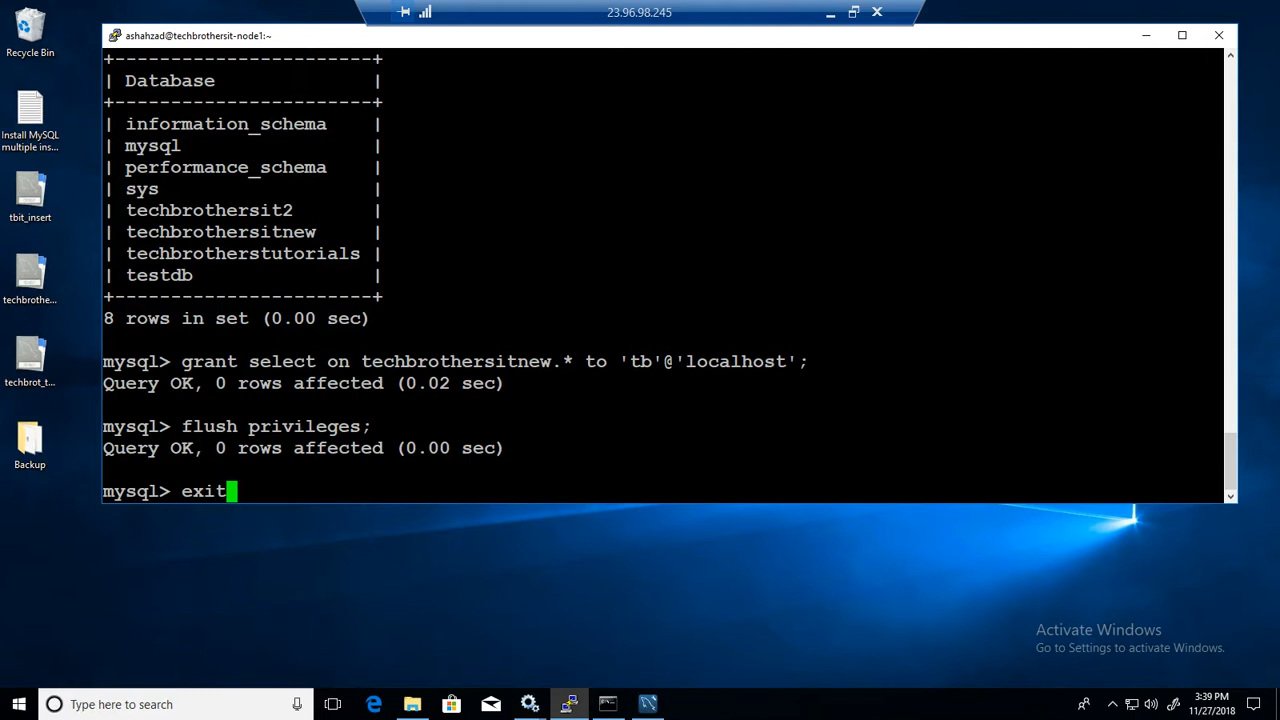 23.96.98.245
Recycle Bin
ashahzad@techbrothersit-node1:~
+-----------------------+
| Database |
+-----------------------+
| information_schema |
| mysql |
| performance_schema |
| sys |
| techbrothersit2 |
| techbrothersitnew |
| techbrotherstutorials |
| testdb |
+-----------------------+
8 rows in set (0.00 sec)
mysql> grant select on techbrothersitnew.* to 'tb'@'localhost';
Query OK, 0 rows affected (0.02 sec)
mysql> flush privileges;
Query OK, 0 rows affected (0.00 sec)
mysql> exit
Install MySQL
multiple ins...
tbit_insert
techbrothe...
techbrot_t...
Backup
Activate Windows
Go to Settings to activate Windows.
Type here to search
3:39 PM
11/27/2018